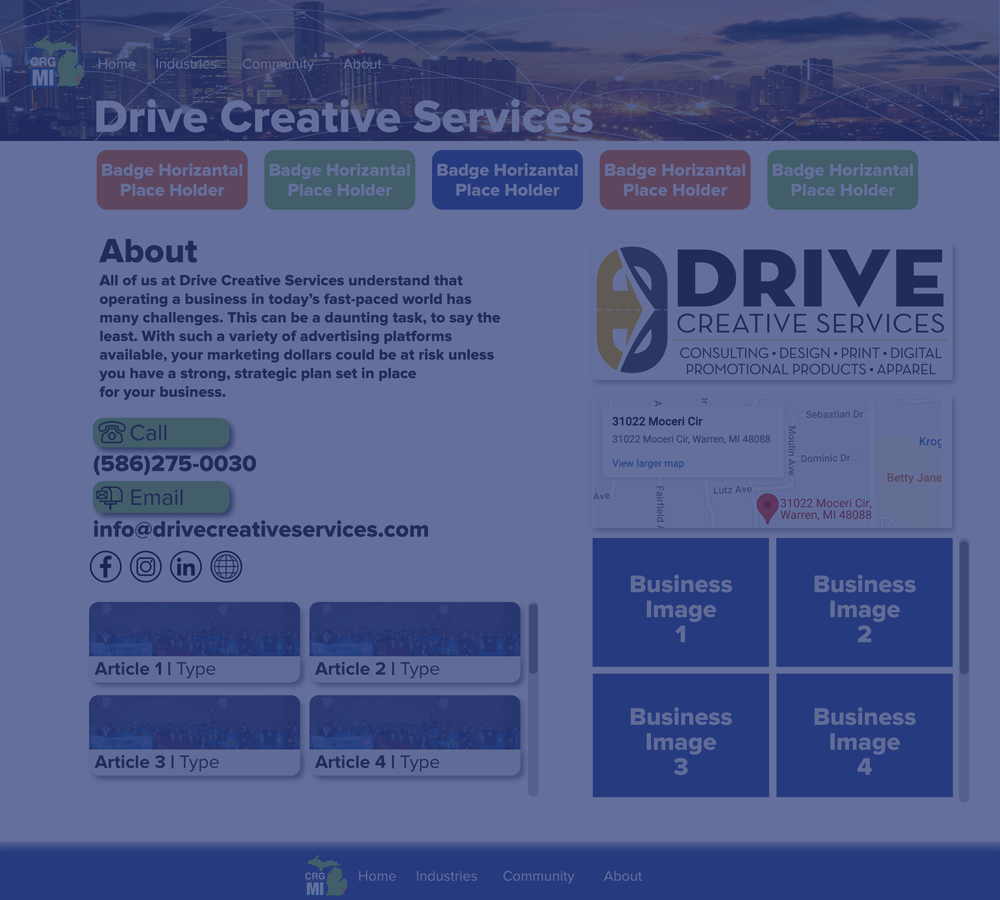 CRG
MI
Home Industries Community About
Drive Creative Services
Badge Horizantal
Place Holder
Badge Horizantal
Place Holder
Badge Horizantal
Place Holder
Badge Horizantal
Place Holder
Badge Horizantal
Place Holder
About
All of us at Drive Creative Services understand that
operating a business in today's fast-paced world has
many challenges. This can be a daunting task, to say the
least. With such a variety of advertising platforms
available, your marketing dollars could be at risk unless
you have a strong, strategic plan set in place
for your business.
Call
(586)275-0030
Email
info@drivecreativeservices.com
Article 1 | Type
Article 2 | Type
Article 3 | Type
Article 4 | Type
DRIVE
CREATIVE SERVICES
CONSULTING • DESIGN • PRINT • DIGITAL
PROMOTIONAL PRODUCTS • APPAREL
31022 Moceri Cir
31022 Moceri Cir, Warren, MI 48088
View larger map
Sebastian Dr
Moulin Ave
Dominic Dr
Betty Jane
Lutz Ave
Ave
Fairfield
31022 Moceri Cir,
Warren, MI 48088
Business
Image
1
Business
Image
2
Business
Image
3
Business
Image
4
CRG
MI
Home Industries Community About